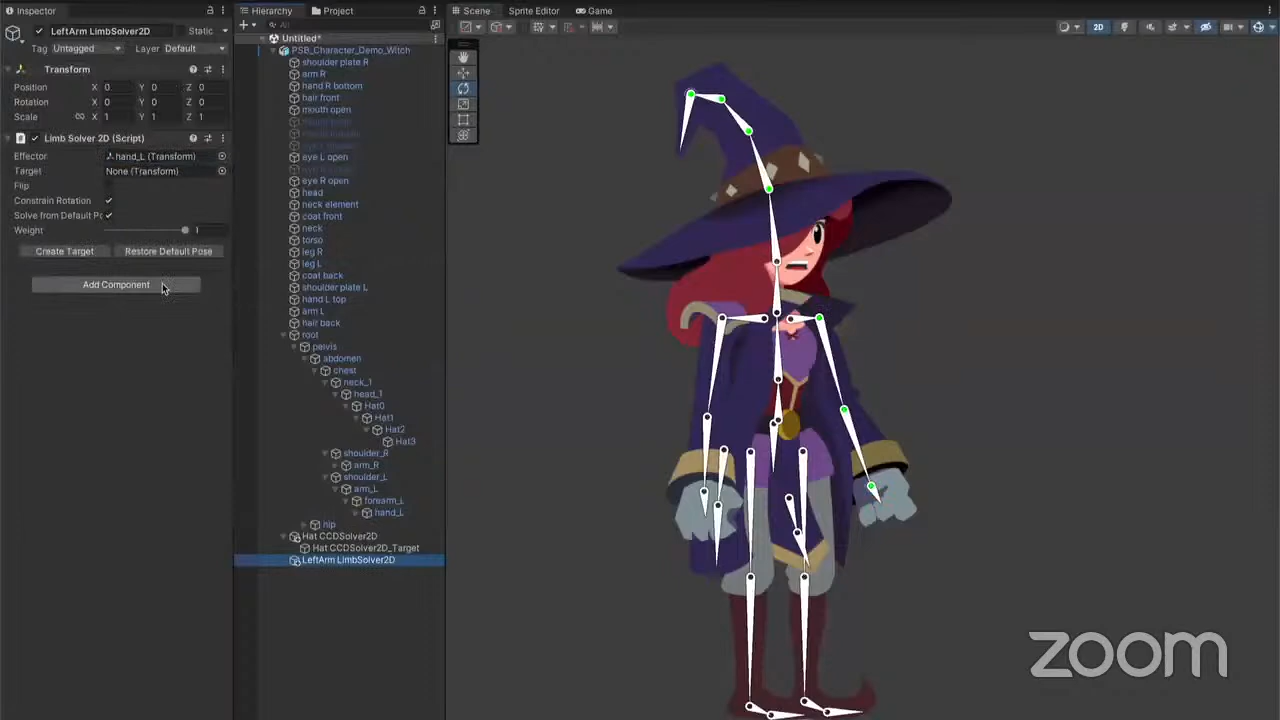 Inspector
LeftArm LimbSolver2D Static
Tag Untagged Layer Default
Transform
Position X 0 Y 0 Z 0
Rotation X 0 Y 0 Z 0
Scale X 1 Y 1 Z 1
Limb Solver 2D (Script)
Effector hand_L (Transform)
Target None (Transform)
Flip
Constrain Rotation
Solve from Default Po
Weight 1
Create Target Restore Default Pose
Add Component
Hierarchy Project
All
Untitled*
PSB_Character_Demo_Witch
shoulder plate R
arm R
hand R bottom
hair front
mouth open
eye L open
eye R open
head
neck element
coat front
neck
torso
leg R
leg L
coat back
shoulder plate L
hand L top
arm L
hair back
root
pelvis
abdomen
chest
neck_1
head_1
Hat0
Hat1
Hat2
Hat3
shoulder_R
arm_R
shoulder_L
arm_L
forearm_L
hand_L
hip
Hat CCDSolver2D
Hat CCDSolver2D_Target
LeftArm LimbSolver2D
Scene Sprite Editor Game
2D
zoom